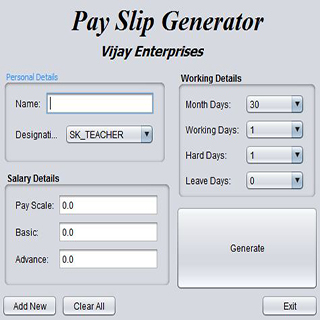 Pay Slip Generator
Vijay Enterprises
Personal Details
Name:
Designati... SK_TEACHER
Salary Details
Pay Scale: 0.0
Basic: 0.0
Advance: 0.0
Working Details
Month Days: 30
Working Days: 1
Hard Days: 1
Leave Days: 0
Generate
Add New Clear All Exit